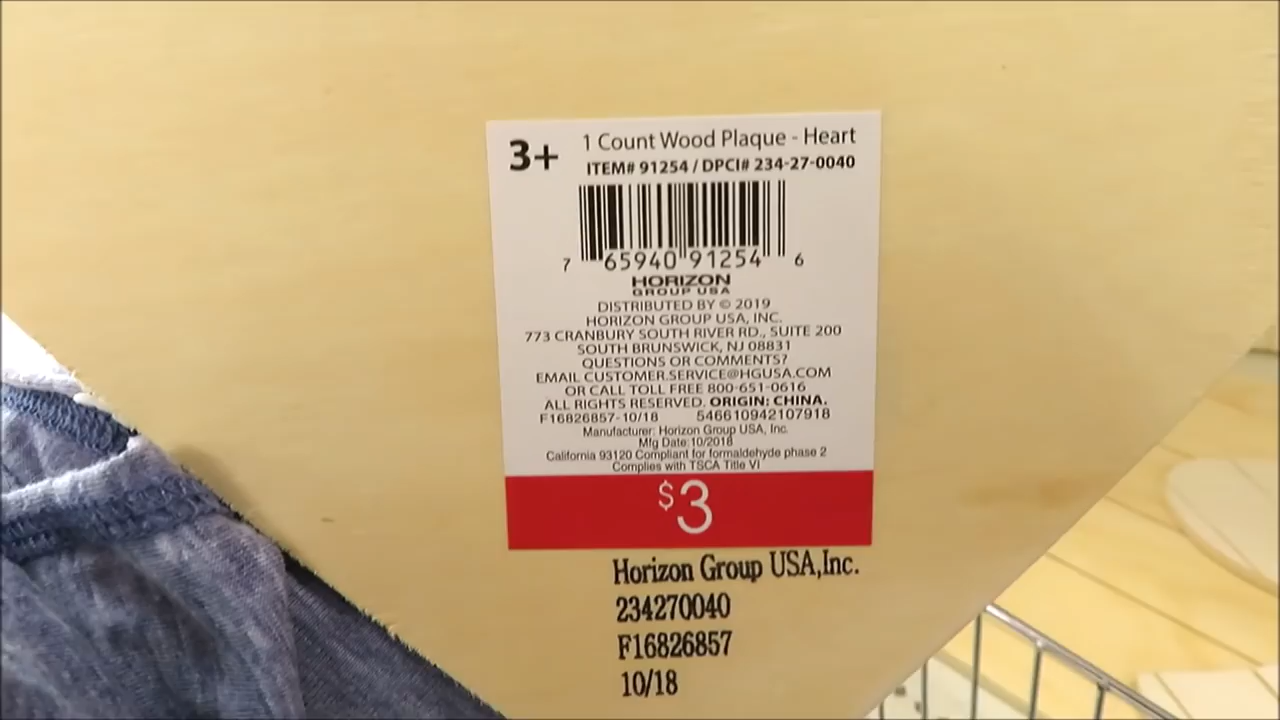 3+
1 Count Wood Plaque - Heart
ITEM# 91254 / DPCI# 234-27-0040
7 65940 91254 6
HORIZON
GROUP USA
DISTRIBUTED BY © 2019
HORIZON GROUP USA, INC.
773 CRANBURY SOUTH RIVER RD., SUITE 200
SOUTH BRUNSWICK, NJ 08831
QUESTIONS OR COMMENTS?
EMAIL CUSTOMER.SERVICE@HGUSA.COM
OR CALL TOLL FREE 800-651-0616
ALL RIGHTS RESERVED. ORIGIN: CHINA.
F16826857-10/18 546610942107918
Manufacturer: Horizon Group USA, Inc.
Mfg Date:10/2018
California 93120 Compliant for formaldehyde phase 2
Complies with TSCA Title VI
$3
Horizon Group USA,Inc.
234270040
F16826857
10/18